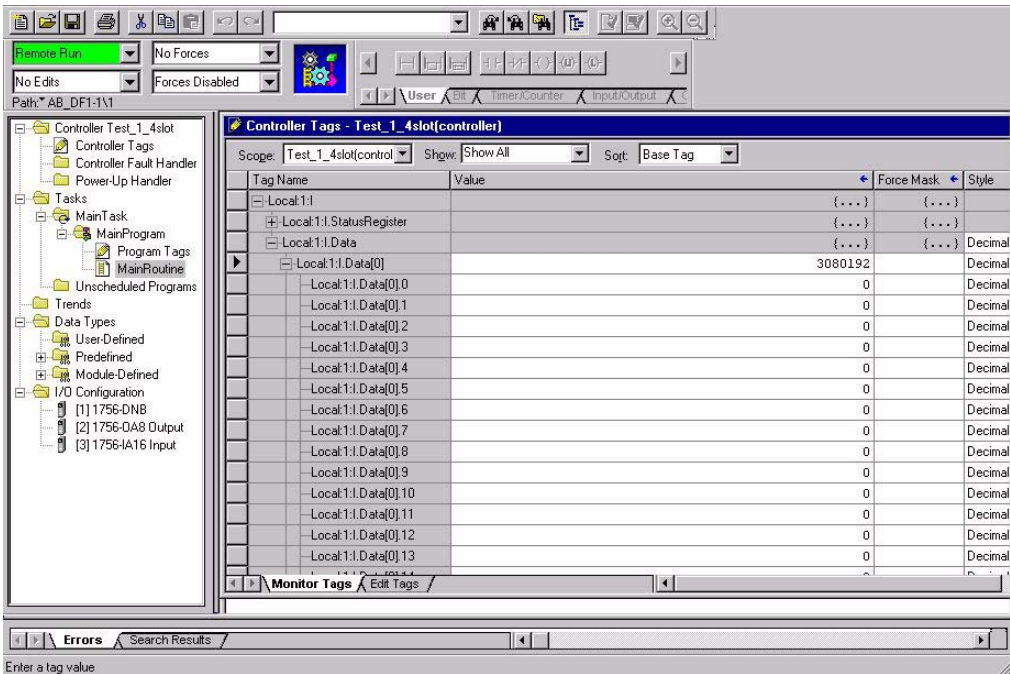 Remote Run
No Forces
No Edits
Forces Disabled
Path:* AB_DF1-1\1
User
Bit
Timer/Counter
Input/Output
Controller Test_1_4slot
Controller Tags
Controller Fault Handler
Power-Up Handler
Tasks
MainTask
MainProgram
Program Tags
MainRoutine
Unscheduled Programs
Trends
Data Types
User-Defined
Predefined
Module-Defined
I/O Configuration
[1] 1756-DNB
[2] 1756-OA8 Output
[3] 1756-IA16 Input
Controller Tags - Test_1_4slot(controller)
Scope: Test_1_4slot(control Show: Show All Sort: Base Tag
Tag Name Value Force Mask Style
Local:1:I {...} {...}
Local:1:I.StatusRegister {...} {...}
Local:1:I.Data {...} {...} Decimal
Local:1:I.Data[0] 3080192 Decimal
Local:1:I.Data[0].0 0 Decimal
Local:1:I.Data[0].1 0 Decimal
Local:1:I.Data[0].2 0 Decimal
Local:1:I.Data[0].3 0 Decimal
Local:1:I.Data[0].4 0 Decimal
Local:1:I.Data[0].5 0 Decimal
Local:1:I.Data[0].6 0 Decimal
Local:1:I.Data[0].7 0 Decimal
Local:1:I.Data[0].8 0 Decimal
Local:1:I.Data[0].9 0 Decimal
Local:1:I.Data[0].10 0 Decimal
Local:1:I.Data[0].11 0 Decimal
Local:1:I.Data[0].12 0 Decimal
Local:1:I.Data[0].13 0 Decimal
Monitor Tags Edit Tags
Errors Search Results
Enter a tag value